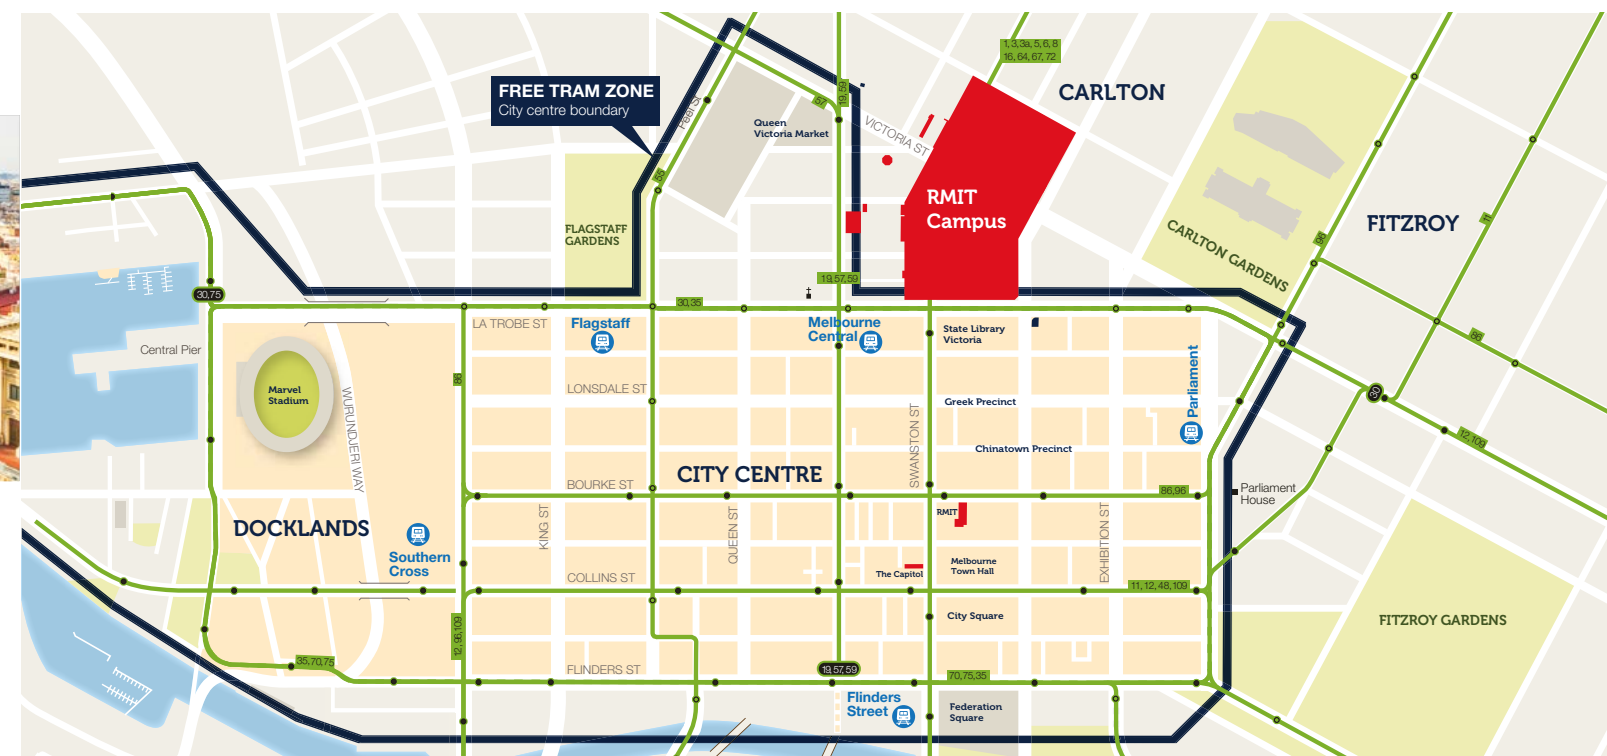 1, 3,3a, 5, 6, 8
16, 64, 67, 72
CARLTON
FREE TRAM ZONE
City centre boundary
Peel St
57
19, 59
Queen
Victoria Market
VICTORIA ST
55
RMIT
Campus
FLAGSTAFF
GARDENS
CARLTON GARDENS
96
FITZROY
11
19, 57, 59
30,75
30,35
LA TROBE ST
Flagstaff
Melbourne
Central
State Library
Victoria
Parliament
86
Central Pier
Marvel
Stadium
WURUNDJERI WAY
86
LONSDALE ST
SWANSTON ST
Greek Precinct
30
12,109
Chinatown Precinct
CITY CENTRE
BOURKE ST
86,96
Parliament
House
DOCKLANDS
KING ST
QUEEN ST
RMIT
EXHIBITION ST
Southern
Cross
COLLINS ST
The Capitol
Melbourne
Town Hall
11, 12, 48, 109
12, 96, 109
City Square
FITZROY GARDENS
35,70,75
FLINDERS ST
19, 57, 59
70,75,35
Flinders
Street
Federation
Square